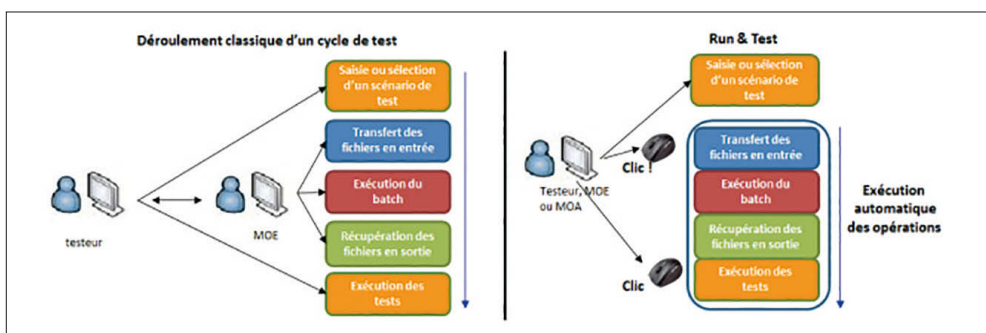 Déroulement classique d'un cycle de test
Saisie ou sélection
d'un scénario de
test
Transfert des
fichiers en entrée
Exécution du
batch
Récupération des
fichiers en sortie
Exécution des
tests
testeur
MOE
Run & Test
Saisie ou sélection
d'un scénario de
test
Clic !
Testeur, MOE
ou MOA
Clic
Transfert des
fichiers en entrée
Exécution du
batch
Récupération des
fichiers en sortie
Exécution des
tests
Exécution
automatique
des opérations